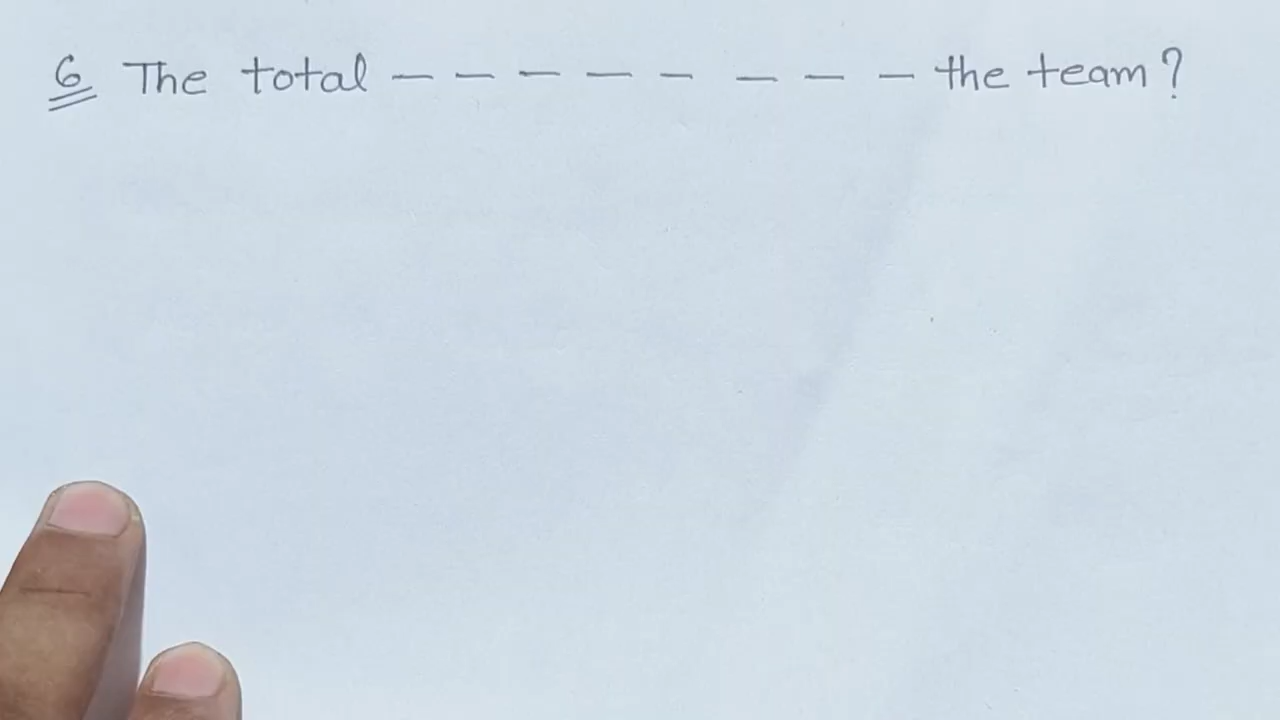 6 The total — — — — — — — — the team?